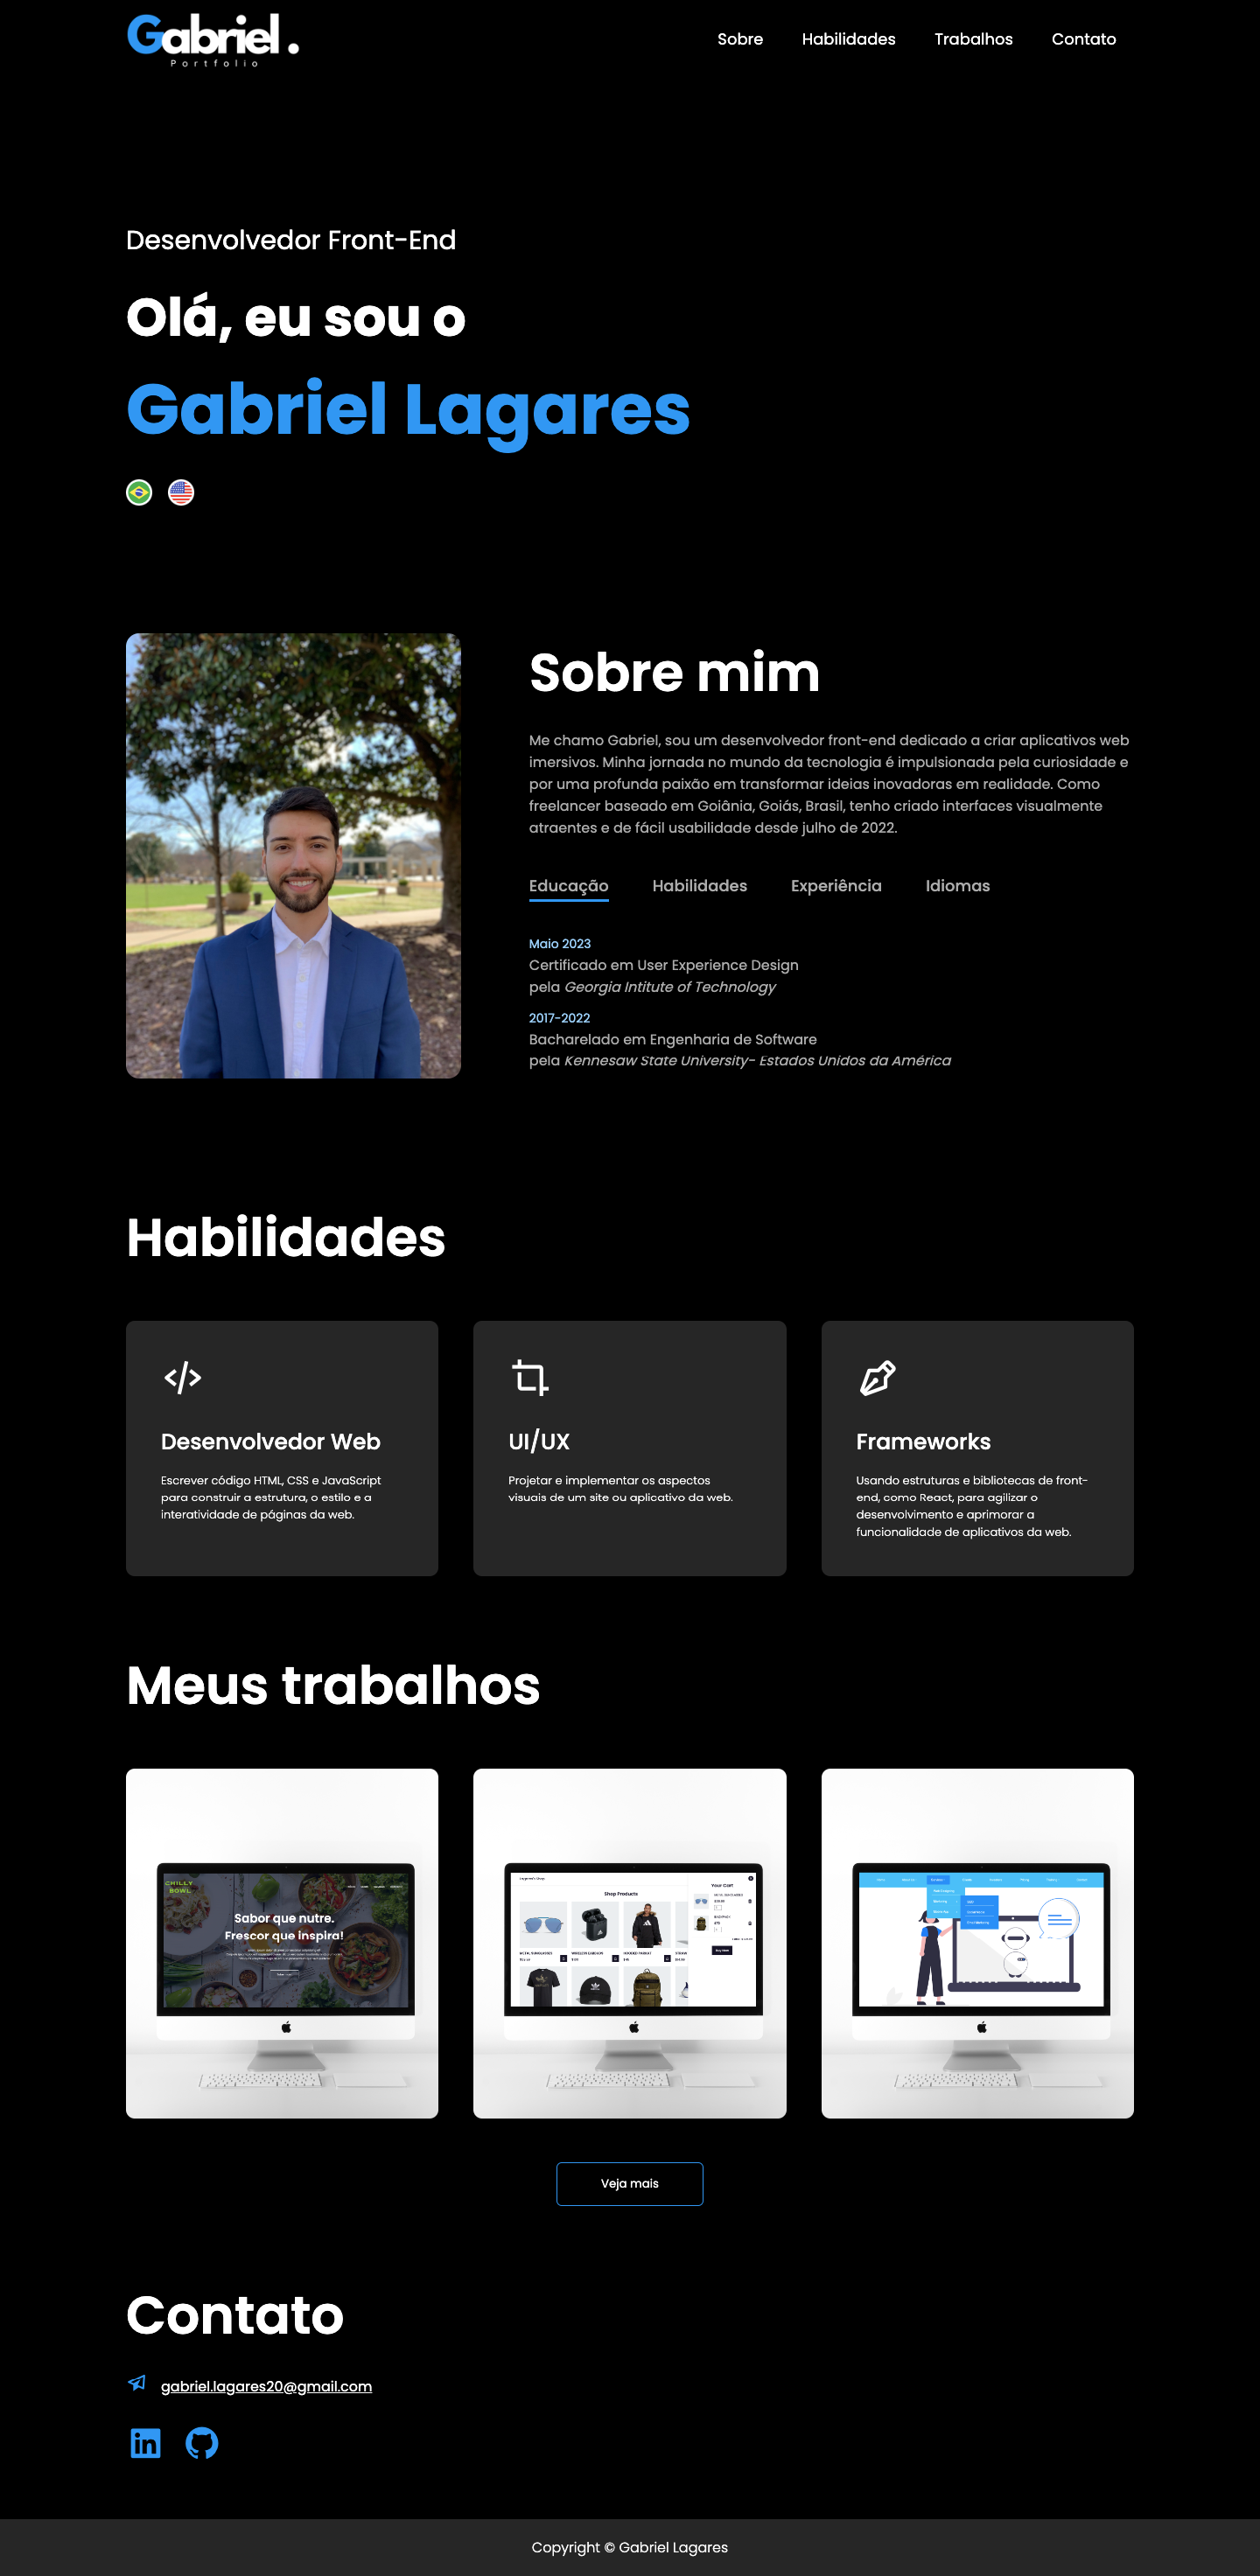 Gabriel .
Portfolio
Sobre Habilidades Trabalhos Contato
Desenvolvedor Front-End
Olá, eu sou o
Gabriel Lagares
Sobre mim
Me chamo Gabriel, sou um desenvolvedor front-end dedicado a criar aplicativos web
imersivos. Minha jornada no mundo da tecnologia é impulsionada pela curiosidade e
por uma profunda paixão em transformar ideias inovadoras em realidade. Como
freelancer baseado em Goiânia, Goiás, Brasil, tenho criado interfaces visualmente
atraentes e de fácil usabilidade desde julho de 2022.
Educação Habilidades Experiência Idiomas
Maio 2023
Certificado em User Experience Design
pela Georgia Intitute of Technology
2017-2022
Bacharelado em Engenharia de Software
pela Kennesaw State University- Estados Unidos da América
Habilidades
</>
Desenvolvedor Web
Escrever código HTML, CSS e JavaScript
para construir a estrutura, o estilo e a
interatividade de páginas da web.
UI/UX
Projetar e implementar os aspectos
visuais de um site ou aplicativo da web.
Frameworks
Usando estruturas e bibliotecas de front-
end, como React, para agilizar o
desenvolvimento e aprimorar a
funcionalidade de aplicativos da web.
Meus trabalhos
CHILLY
BOWL
Sabor que nutre.
Frescor que inspira!
Shop Products
Your Cart
Veja mais
Contato
gabriel.lagares20@gmail.com
in
Copyright © Gabriel Lagares